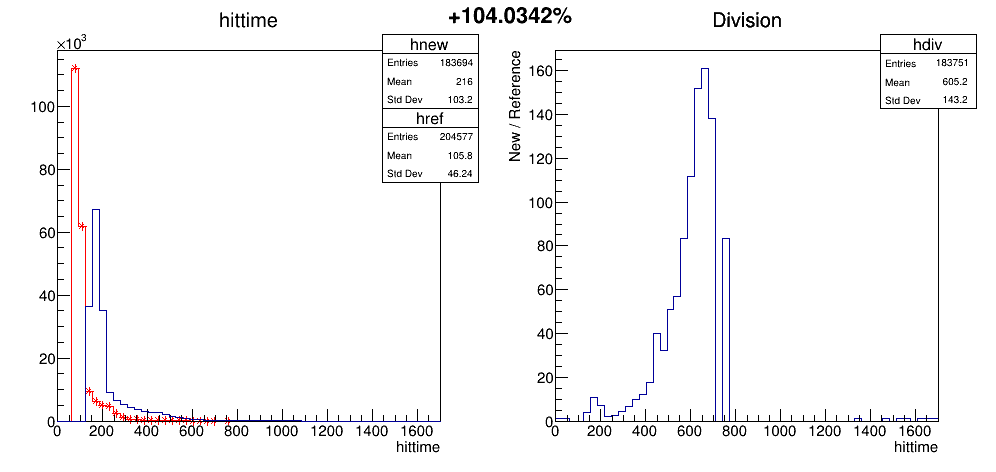 +104.0342%
hittime
×10³
hnew
Entries 183694
Mean 216
Std Dev 103.2
href
Entries 204577
Mean 105.8
Std Dev 46.24
100
80
60
40
20
0
0 200 400 600 800 1000 1200 1400 1600
hittime
Division
hdiv
Entries 183751
Mean 605.2
Std Dev 143.2
New / Reference
160
140
120
100
80
60
40
20
0
0 200 400 600 800 1000 1200 1400 1600
hittime